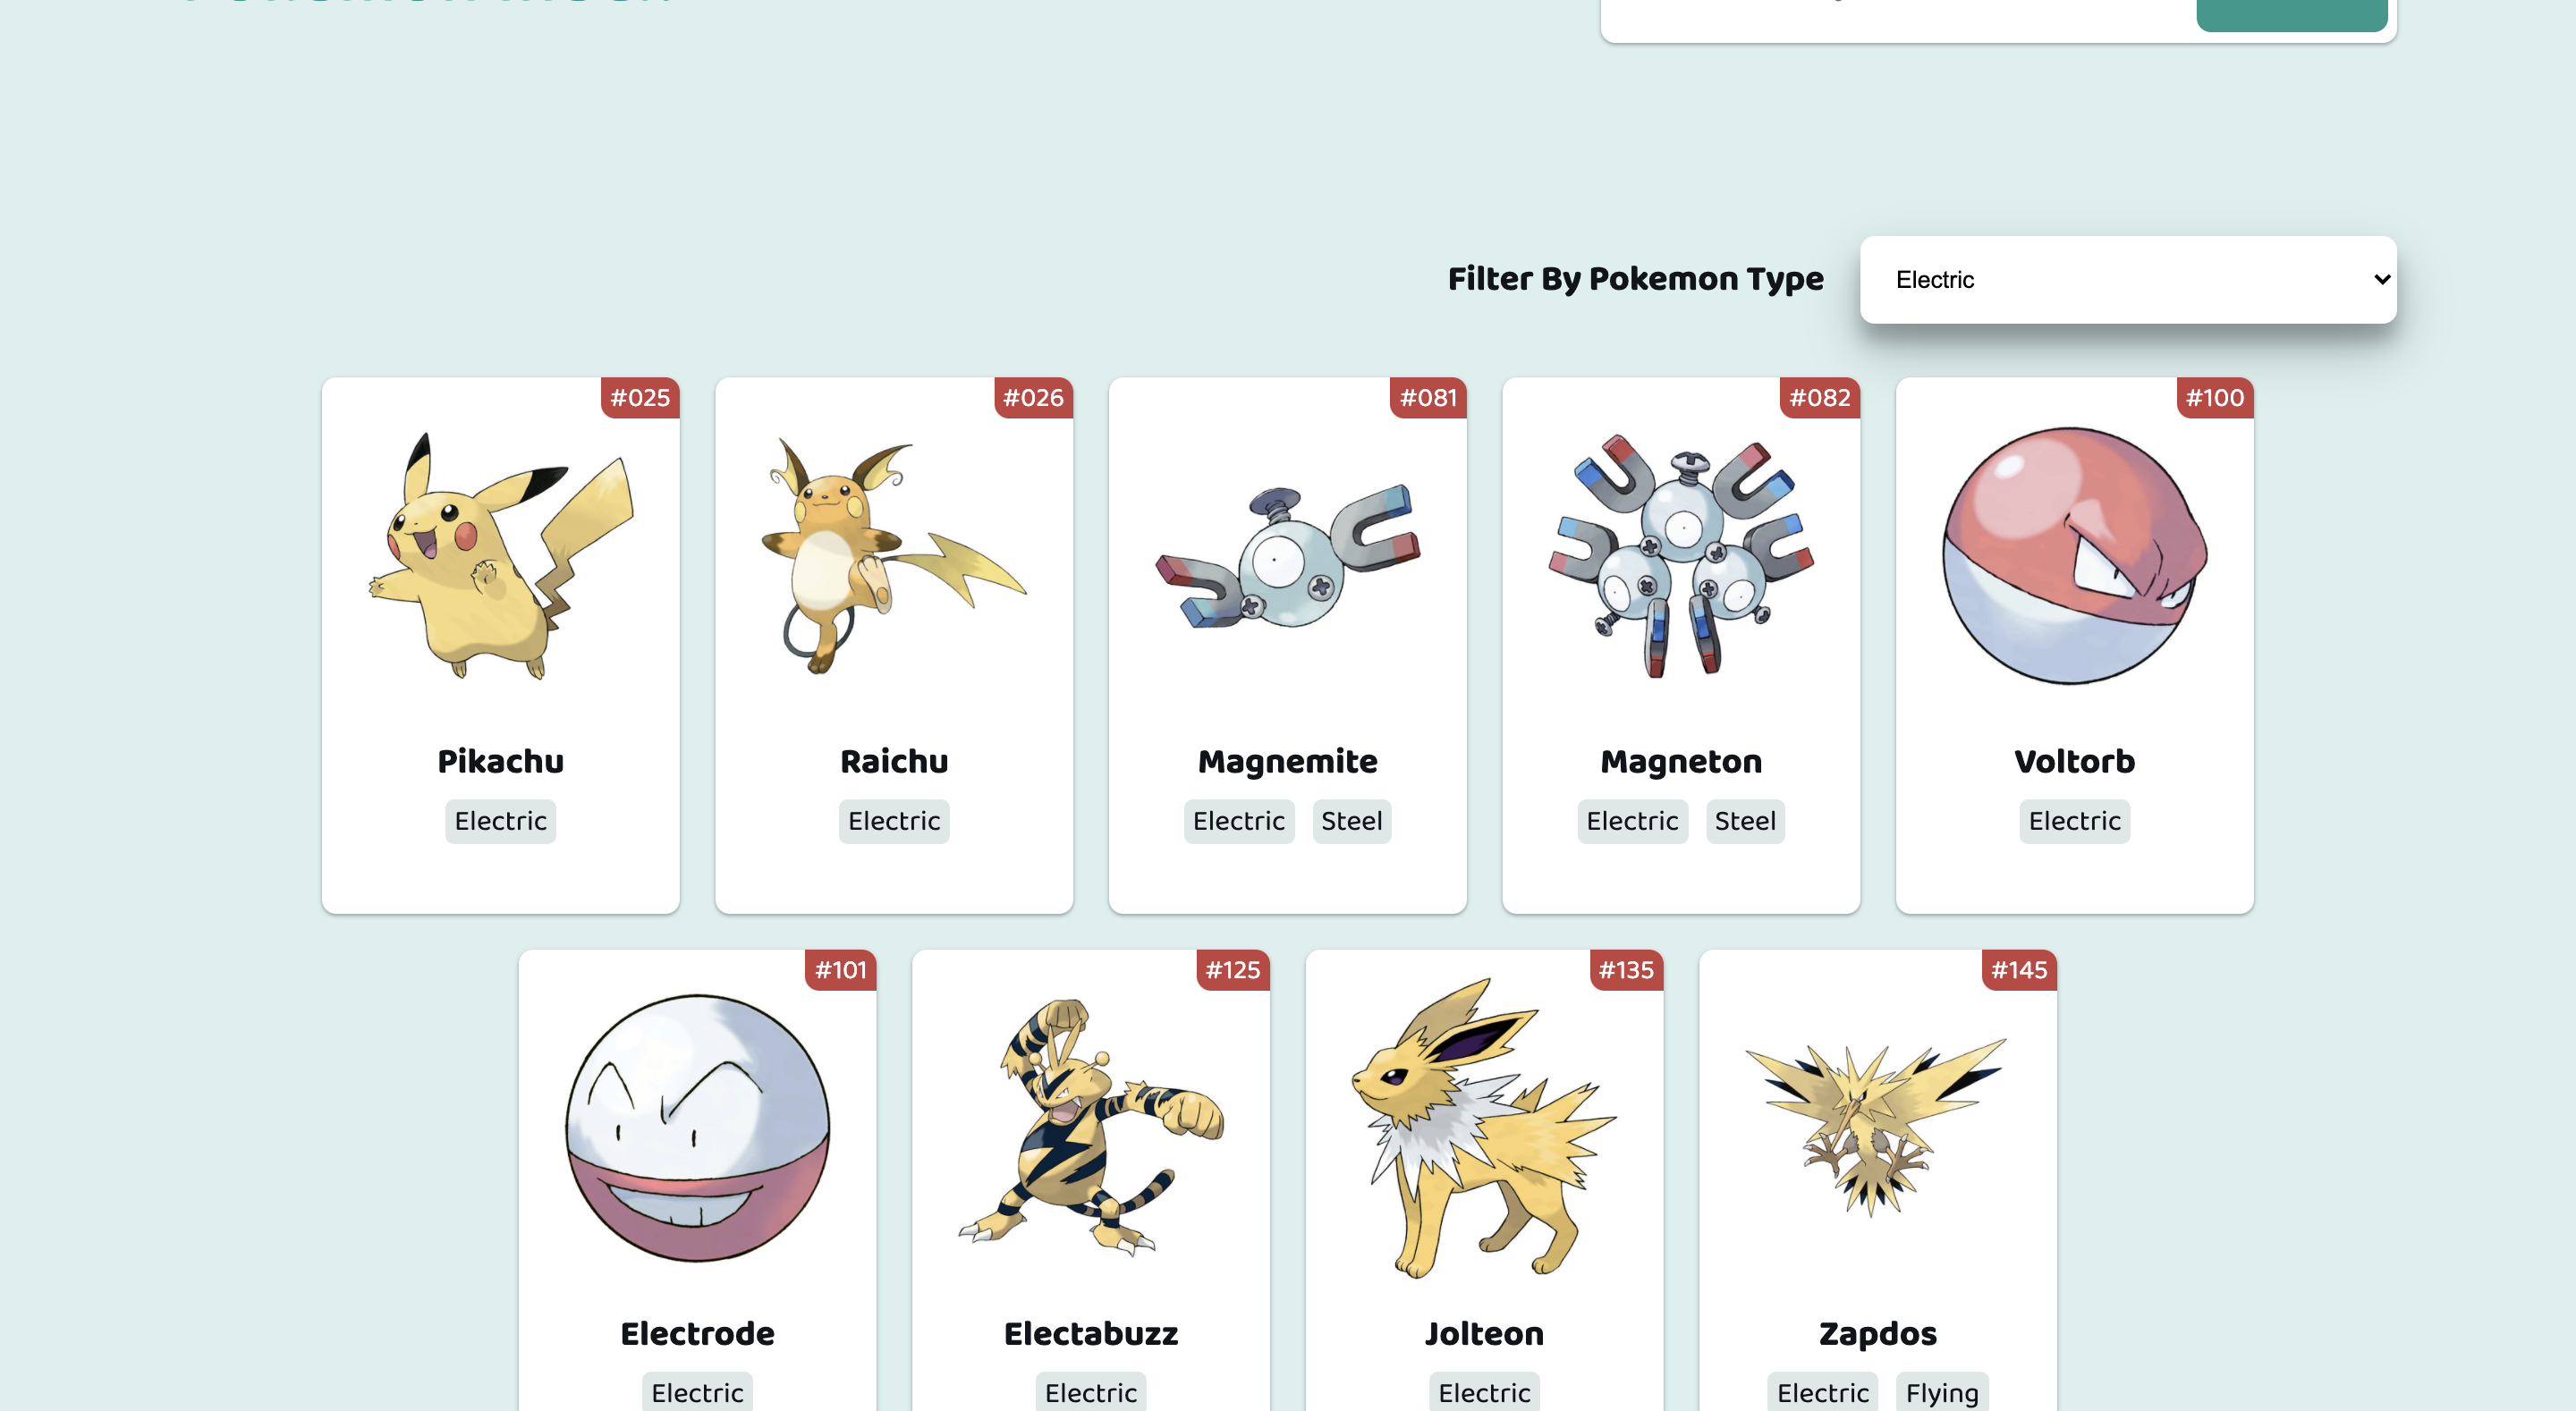 Filter By Pokemon Type Electric
#025 #026 #081 #082 #100
Pikachu Raichu Magnemite Magneton Voltorb
Electric Electric Electric Steel Electric Steel Electric
#101 #125 #135 #145
Electrode Electabuzz Jolteon Zapdos
Electric Electric Electric Electric Flying